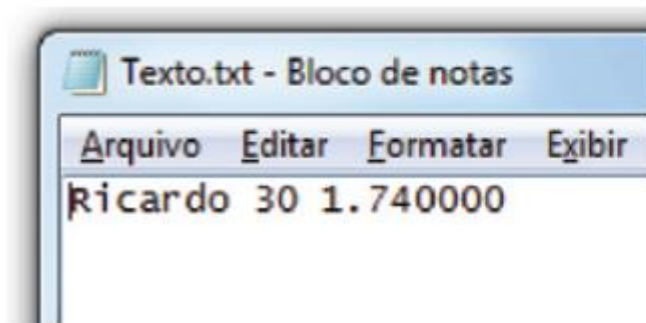 Texto.txt - Bloco de notas
Arquivo Editar Formatar Exibir
Ricardo 30 1.740000